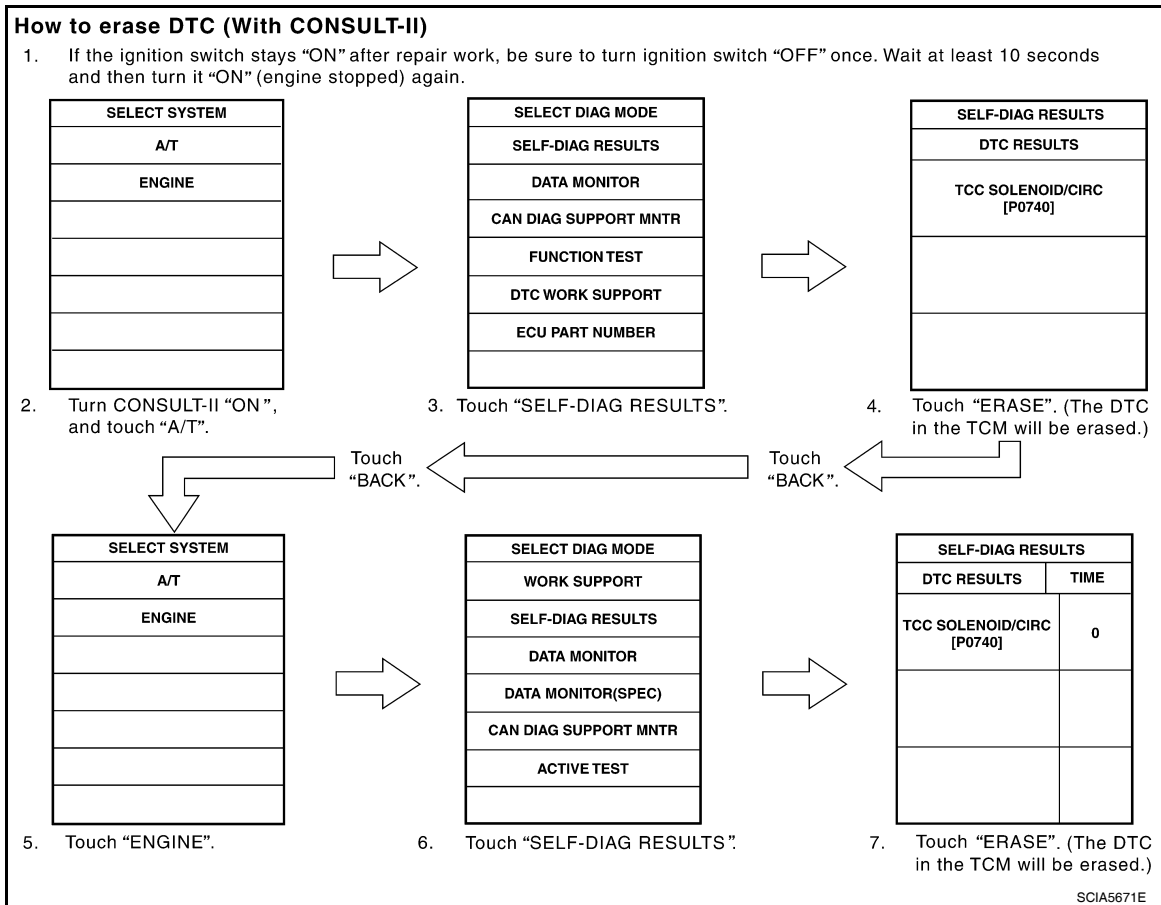 How to erase DTC (With CONSULT-II)
1. If the ignition switch stays “ON” after repair work, be sure to turn ignition switch “OFF” once. Wait at least 10 seconds
and then turn it “ON” (engine stopped) again.
SELECT SYSTEM
A/T
ENGINE
2. Turn CONSULT-II “ON”,
and touch “A/T”.
SELECT DIAG MODE
SELF-DIAG RESULTS
DATA MONITOR
CAN DIAG SUPPORT MNTR
FUNCTION TEST
DTC WORK SUPPORT
ECU PART NUMBER
3. Touch “SELF-DIAG RESULTS”.
SELF-DIAG RESULTS
DTC RESULTS
TCC SOLENOID/CIRC
[P0740]
4. Touch “ERASE”. (The DTC
in the TCM will be erased.)
Touch
“BACK”.
Touch
“BACK”.
SELECT SYSTEM
A/T
ENGINE
5. Touch “ENGINE”.
SELECT DIAG MODE
WORK SUPPORT
SELF-DIAG RESULTS
DATA MONITOR
DATA MONITOR(SPEC)
CAN DIAG SUPPORT MNTR
ACTIVE TEST
6. Touch “SELF-DIAG RESULTS”.
SELF-DIAG RESULTS
DTC RESULTS TIME
TCC SOLENOID/CIRC
[P0740] 0
7. Touch “ERASE”. (The DTC
in the TCM will be erased.)
SCIA5671E